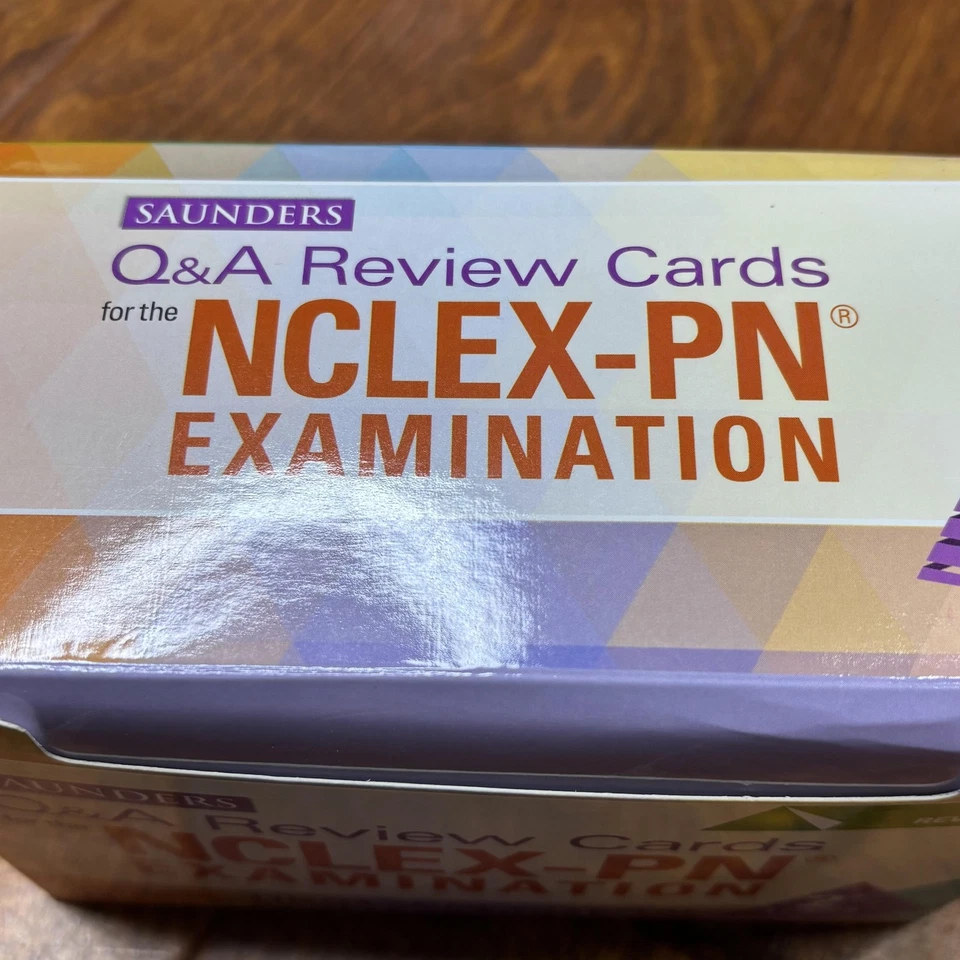 SAUNDERS
Q&A Review Cards
for the NCLEX-PN®
EXAMINATION
SAUNDERS
Q&A Review Cards
NCLEX-PN®
EXAMINATION